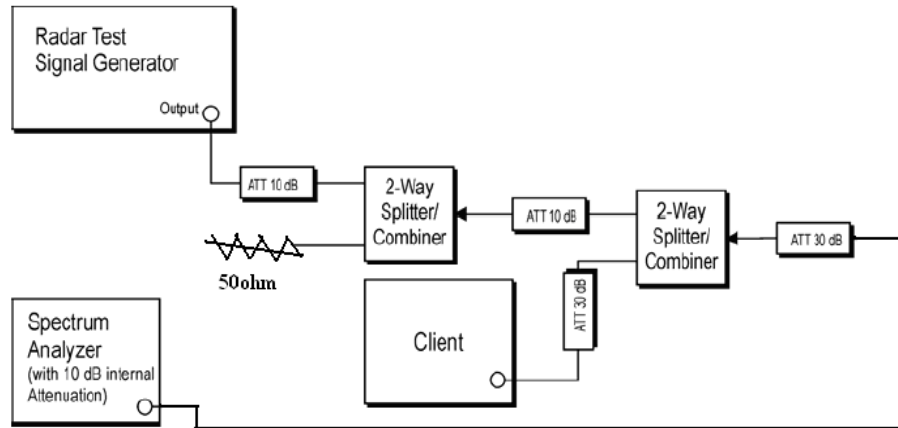 Radar Test
Signal Generator
Output
ATT 10 dB
2-Way
Splitter/
Combiner
ATT 10 dB
2-Way
Splitter/
Combiner
ATT 30 dB
50ohm
ATT 30 dB
Client
Spectrum
Analyzer
(with 10 dB internal
Attenuation)